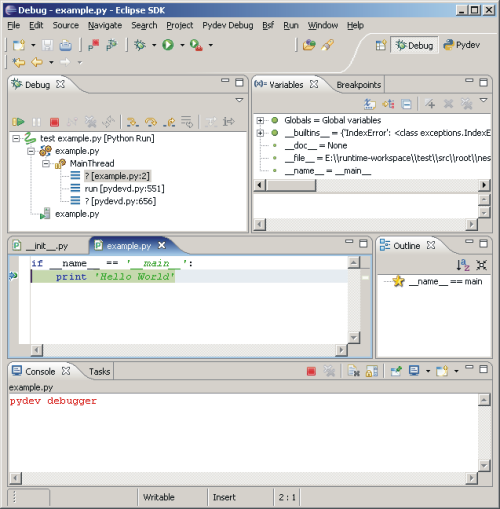 Debug - example.py - Eclipse SDK
File Edit Source Navigate Search Project Pydev Debug Bsf Run Window Help
Debug Pydev
Debug
test example.py [Python Run]
example.py
MainThread
? [example.py:2]
run [pydevd.py:551]
? [pydevd.py:656]
example.py
(x)= Variables Breakpoints
Globals = Global variables
__builtins__ = {'IndexError': <class exceptions.IndexE
__doc__ = None
__file__ = E:\\runtime-workspace\\test\\src\\root\\nes
__name__ = __main__
__init__.py example.py
if __name__ == '__main__':
print 'Hello World'
Outline
__name__ == main
Console Tasks
example.py
pydev debugger
Writable Insert 2 : 1